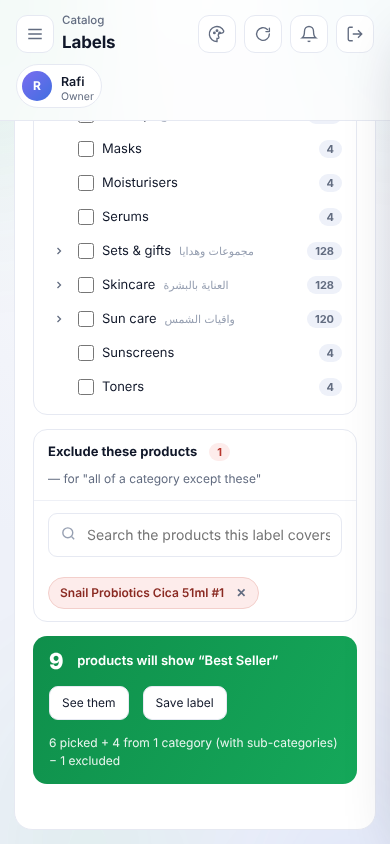 Catalog
Labels
R
Rafi
Owner
Masks 4
Moisturisers 4
Serums 4
Sets & gifts مجموعات وهدايا 128
Skincare العناية بالبشرة 128
Sun care واقيات الشمس 120
Sunscreens 4
Toners 4
Exclude these products 1
— for "all of a category except these"
Search the products this label covers
Snail Probiotics Cica 51ml #1 ×
9 products will show “Best Seller”
See them Save label
6 picked + 4 from 1 category (with sub-categories)
− 1 excluded